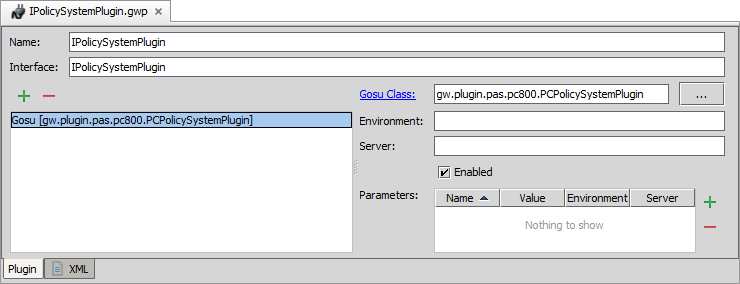 IPolicySystemPlugin.gwp
Name: IPolicySystemPlugin
Interface: IPolicySystemPlugin
Gosu Class: gw.plugin.pas.pc800.PCPolicySystemPlugin ...
Gosu [gw.plugin.pas.pc800.PCPolicySystemPlugin]
Environment:
Server:
Enabled
Parameters: Name Value Environment Server
Nothing to show
Plugin XML